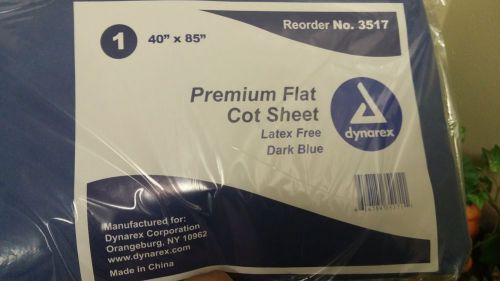 Reorder No. 3517
1 40" x 85"
Premium Flat
Cot Sheet
Latex Free
Dark Blue
dynarex
Manufactured for:
Dynarex Corporation
Orangeburg, NY 10962
www.dynarex.com
Made in China